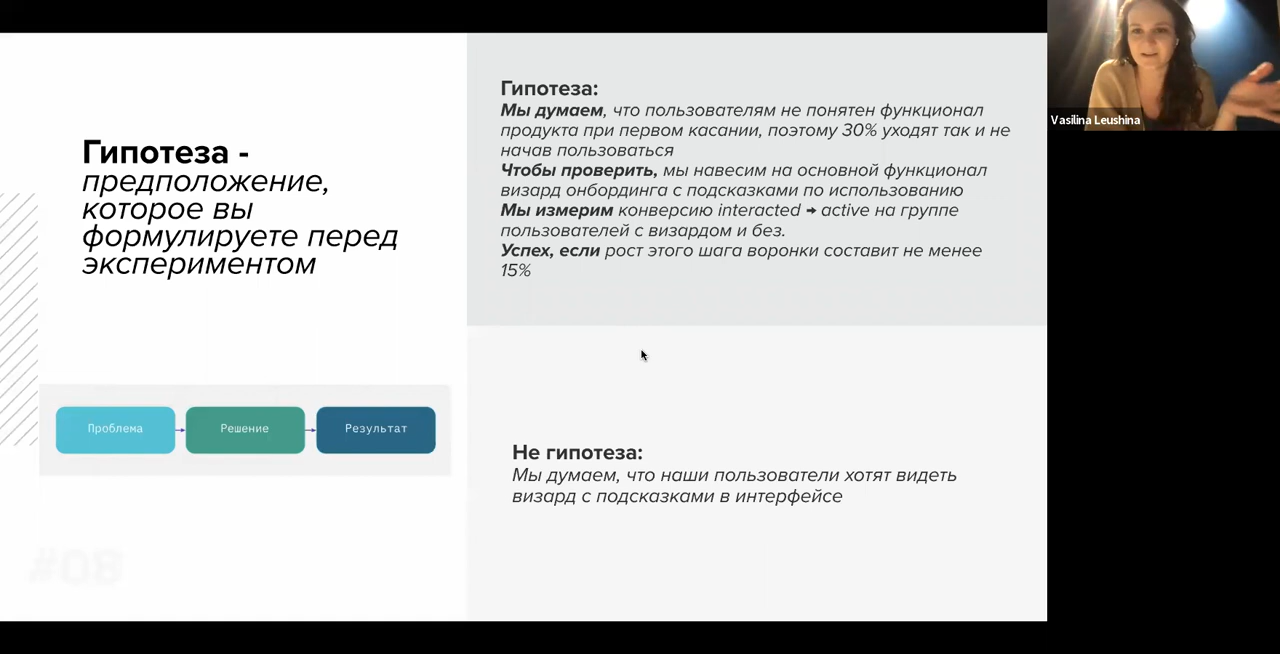 Гипотеза -
предположение,
которое вы
формулируете перед
экспериментом
Проблема
Решение
Результат
#08
Гипотеза:
Мы думаем, что пользователям не понятен функционал
продукта при первом касании, поэтому 30% уходят так и не
начав пользоваться
Чтобы проверить, мы навесим на основной функционал
визард онбординга с подсказками по использованию
Мы измерим конверсию interacted → active на группе
пользователей с визардом и без.
Успех, если рост этого шага воронки составит не менее
15%
Не гипотеза:
Мы думаем, что наши пользователи хотят видеть
визард с подсказками в интерфейсе
Vasilina Leushina